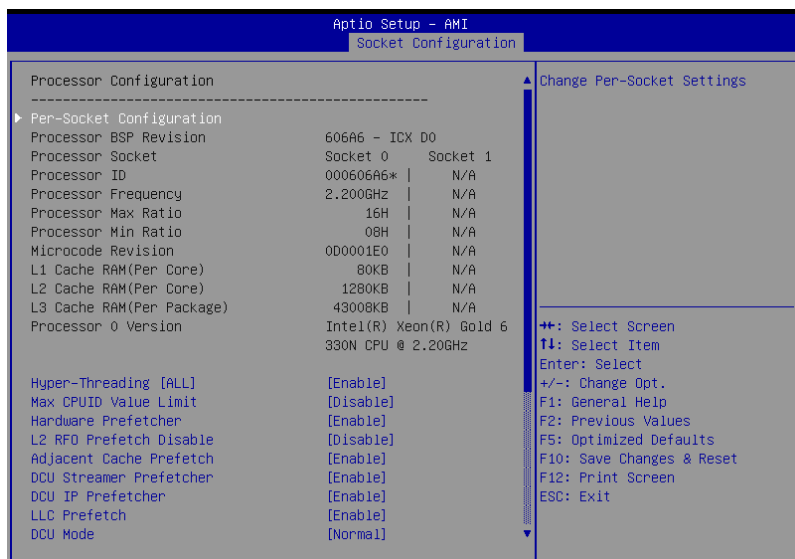 Aptio Setup – AMI
Socket Configuration
Processor Configuration
--------------------------------------------------
Per-Socket Configuration
Processor BSP Revision 606A6 – ICX D0
Processor Socket Socket 0 Socket 1
Processor ID 000606A6* | N/A
Processor Frequency 2.200GHz | N/A
Processor Max Ratio 16H | N/A
Processor Min Ratio 08H | N/A
Microcode Revision 0D0001E0 | N/A
L1 Cache RAM(Per Core) 80KB | N/A
L2 Cache RAM(Per Core) 1280KB | N/A
L3 Cache RAM(Per Package) 43008KB | N/A
Processor 0 Version Intel(R) Xeon(R) Gold 6
330N CPU @ 2.20GHz
Hyper-Threading [ALL] [Enable]
Max CPUID Value Limit [Disable]
Hardware Prefetcher [Enable]
L2 RFO Prefetch Disable [Disable]
Adjacent Cache Prefetch [Enable]
DCU Streamer Prefetcher [Enable]
DCU IP Prefetcher [Enable]
LLC Prefetch [Enable]
DCU Mode [Normal]
Change Per-Socket Settings
→←: Select Screen
↑↓: Select Item
Enter: Select
+/-: Change Opt.
F1: General Help
F2: Previous Values
F5: Optimized Defaults
F10: Save Changes & Reset
F12: Print Screen
ESC: Exit